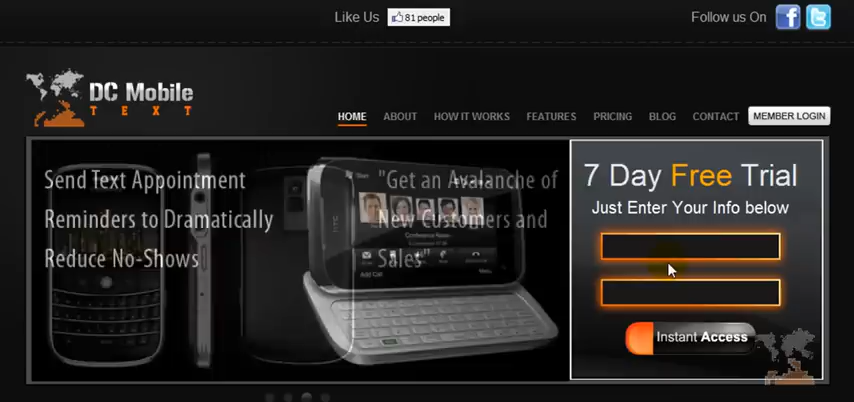 Like Us
81 people
Follow us On
DC Mobile
TEXT
HOME ABOUT HOW IT WORKS FEATURES PRICING BLOG CONTACT MEMBER LOGIN
Send Text Appointment
Reminders to Dramatically
Reduce No-Shows
"Get an Avalanche of
New Customers and
Sales"
7 Day Free Trial
Just Enter Your Info below
Instant Access